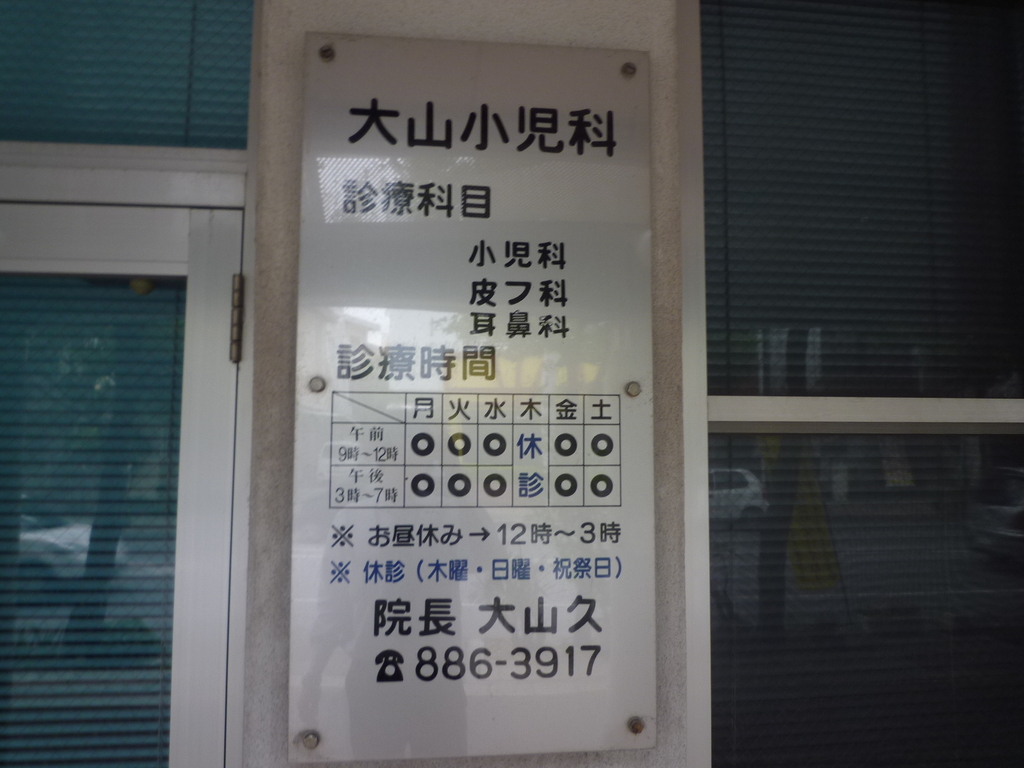 大山小児科
診療科目
小児科
皮フ科
耳鼻科
診療時間
月 火 水 木 金 土
午前 9時~12時 ○ ○ ○ 休 ○ ○
午後 3時~7時 ○ ○ ○ 診 ○ ○
※ お昼休み→12時~3時
※ 休診(木曜・日曜・祝祭日)
院長 大山久
☎886-3917